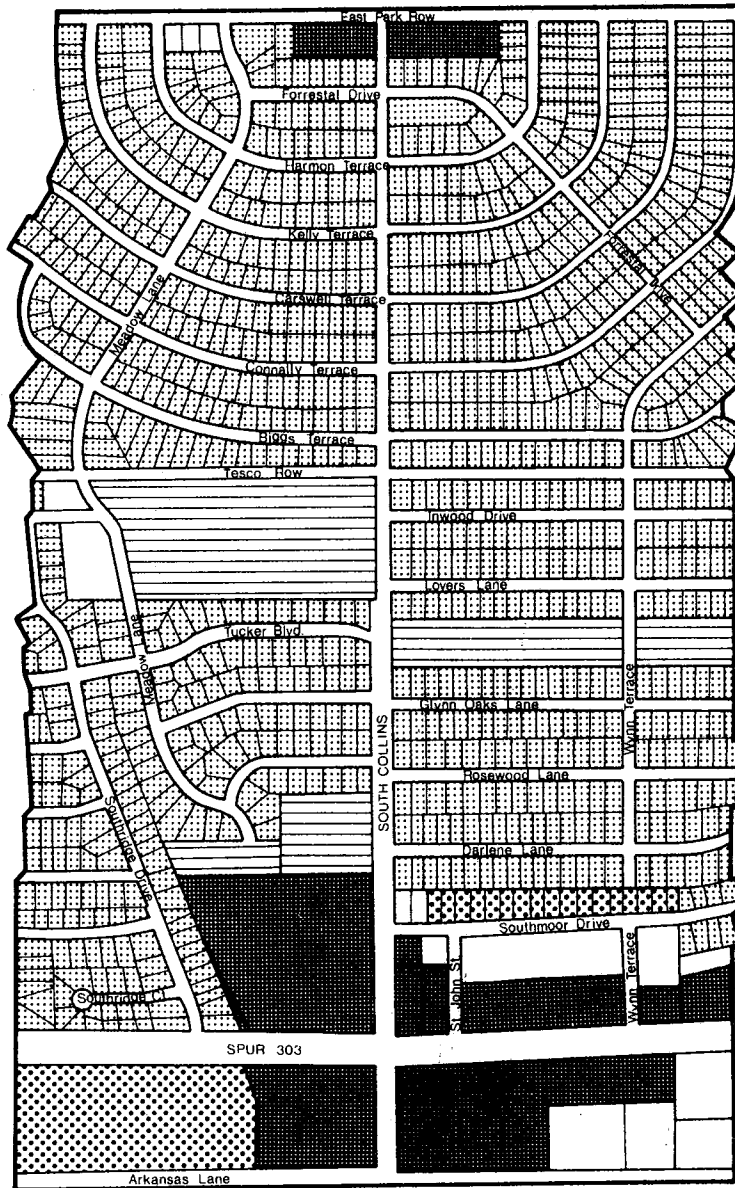 East Park Row
Forrestal Drive
Harmon Terrace
Kelly Terrace
Forrestal Drive
Meadow Lane
Carswell Terrace
Connally Terrace
Biggs Terrace
Tesco Row
Inwood Drive
Lovers Lane
Tucker Blvd.
Meadow Lane
Glynn Oaks Lane
Wynn Terrace
SOUTH COLLINS
Rosewood Lane
Southridge Drive
Darlene Lane
Southmoor Drive
St. John St.
Wynn Terrace
Southridge Ct.
SPUR 303
Arkansas Lane